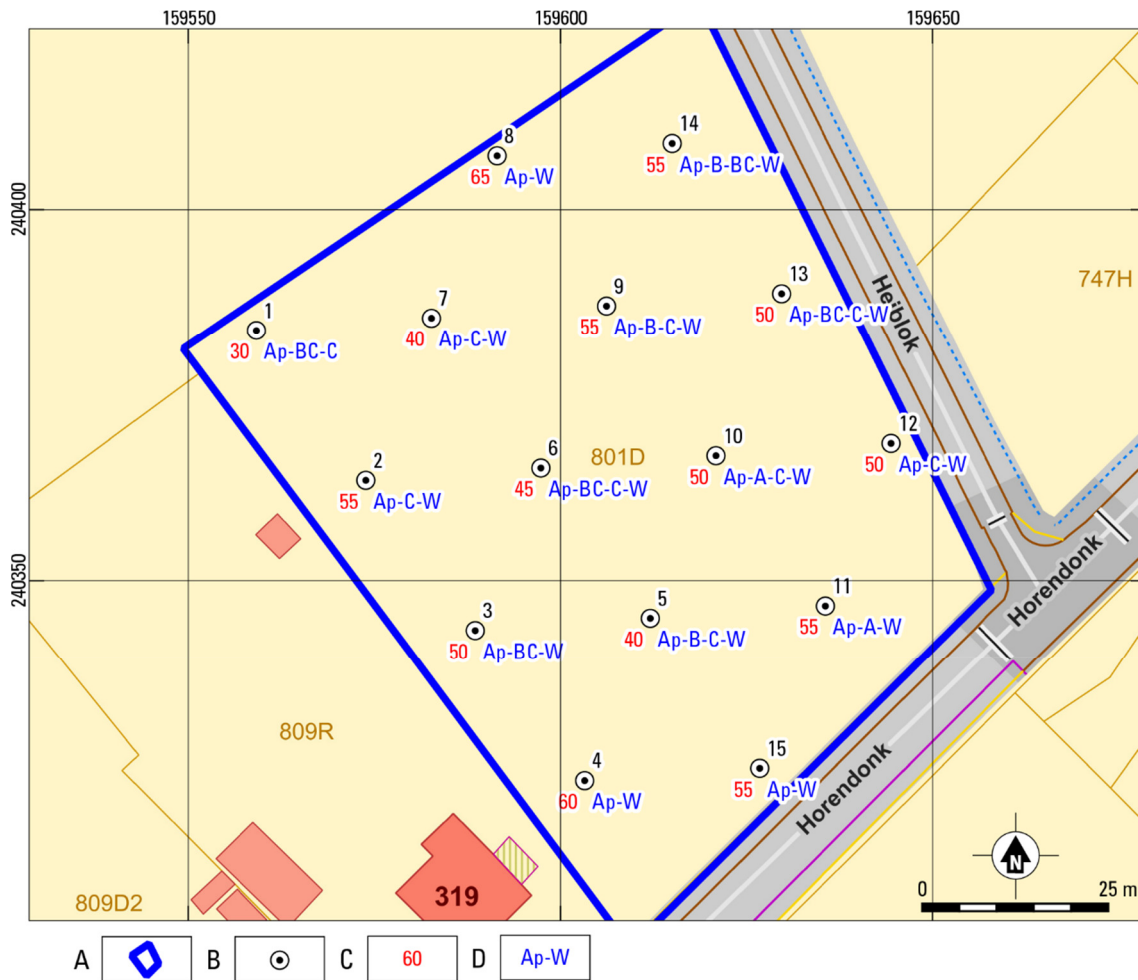 159550 159600 159650
8
65 Ap-W
14
55 Ap-B-BC-W
240400
747H
13
50 Ap-BC-C-W
9
55 Ap-B-C-W
7
40 Ap-C-W
1
30 Ap-BC-C
Heiblok
12
50 Ap-C-W
10
50 Ap-A-C-W
801D
6
45 Ap-BC-C-W
2
55 Ap-C-W
240350
Horendonk
11
55 Ap-A-W
5
40 Ap-B-C-W
3
50 Ap-BC-W
809R
15
55 Ap-W
4
60 Ap-W
Horendonk
N
0 25 m
319
809D2
A B C 60 D Ap-W